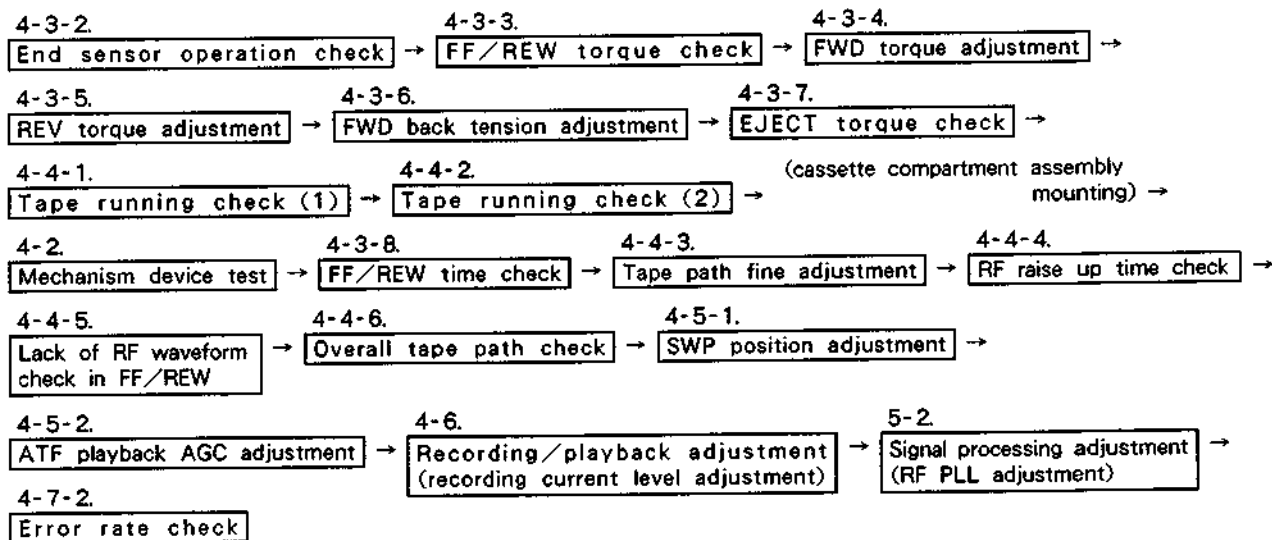 4-3-2. 4-3-3. 4-3-4.
End sensor operation check → FF/REW torque check → FWD torque adjustment →
4-3-5. 4-3-6. 4-3-7.
REV torque adjustment → FWD back tension adjustment → EJECT torque check →
4-4-1. 4-4-2. (cassette compartment assembly
Tape running check (1) → Tape running check (2) → mounting) →
4-2. 4-3-8. 4-4-3. 4-4-4.
Mechanism device test → FF/REW time check → Tape path fine adjustment → RF raise up time check →
4-4-5. 4-4-6. 4-5-1.
Lack of RF waveform → Overall tape path check → SWP position adjustment →
check in FF/REW
4-5-2. 4-6. 5-2.
ATF playback AGC adjustment → Recording/playback adjustment → Signal processing adjustment →
(recording current level adjustment) (RF PLL adjustment)
4-7-2.
Error rate check